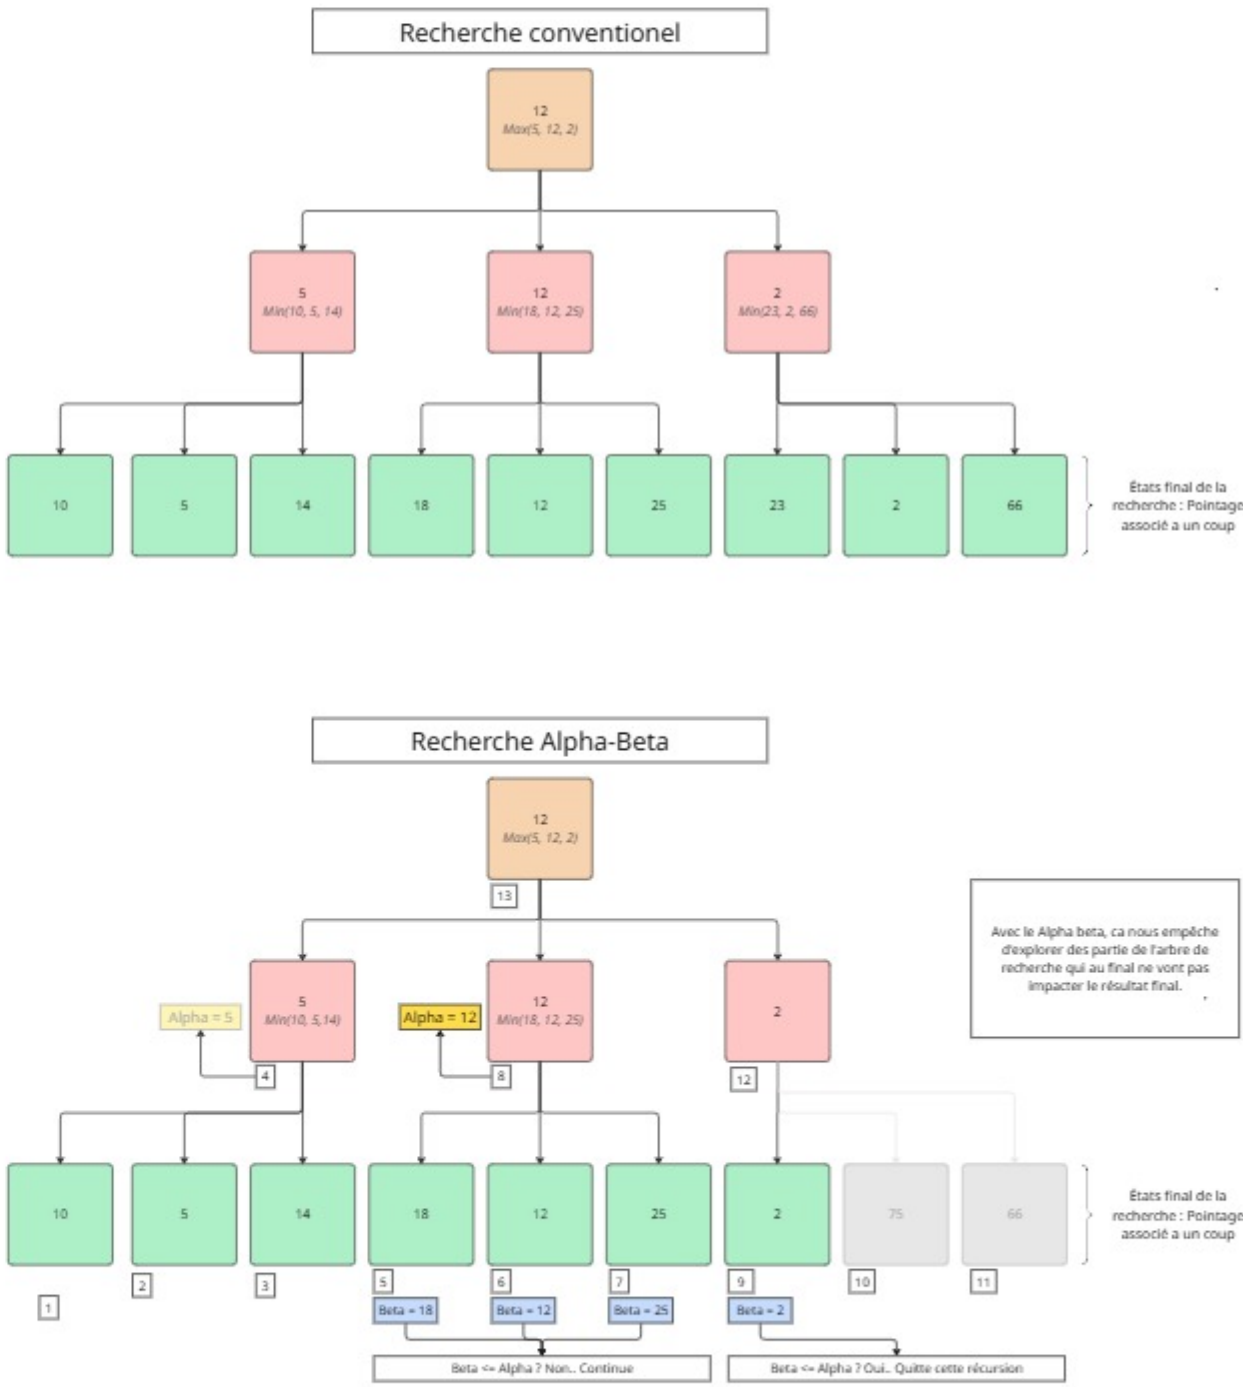 Recherche conventionel
12
Max(5, 12, 2)
5
Min(10, 5, 14)
12
Min(18, 12, 25)
2
Min(23, 2, 66)
10
5
14
18
12
25
23
2
66
États final de la
recherche : Pointage
associé a un coup
Recherche Alpha-Beta
12
Max(5, 12, 2)
13
Avec le Alpha beta, ca nous empêche
d'explorer des partie de l'arbre de
recherche qui au final ne vont pas
impacter le résultat final.
Alpha = 5
5
Min(10, 5,14)
4
Alpha = 12
12
Min(18, 12, 25)
8
2
12
10
5
14
18
12
25
2
75
66
États final de la
recherche : Pointage
associé a un coup
1
2
3
5
6
7
9
10
11
Beta = 18
Beta = 12
Beta = 25
Beta = 2
Beta <= Alpha ? Non.. Continue
Beta <= Alpha ? Oui.. Quitte cette récursion